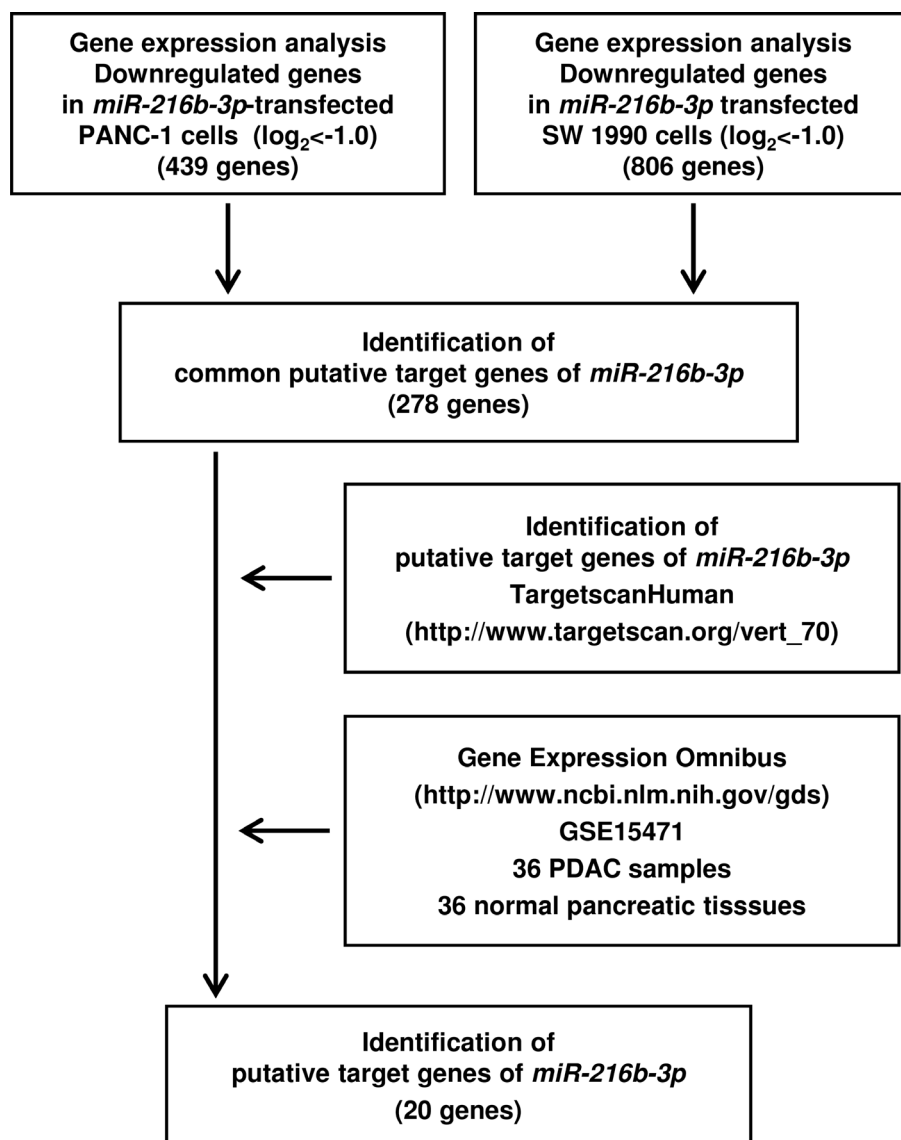 Gene expression analysis
Downregulated genes
in miR-216b-3p-transfected
PANC-1 cells (log₂<-1.0)
(439 genes)
Gene expression analysis
Downregulated genes
in miR-216b-3p transfected
SW 1990 cells (log₂<-1.0)
(806 genes)
Identification of
common putative target genes of miR-216b-3p
(278 genes)
Identification of
putative target genes of miR-216b-3p
TargetscanHuman
(http://www.targetscan.org/vert_70)
Gene Expression Omnibus
(http://www.ncbi.nlm.nih.gov/gds)
GSE15471
36 PDAC samples
36 normal pancreatic tisssues
Identification of
putative target genes of miR-216b-3p
(20 genes)